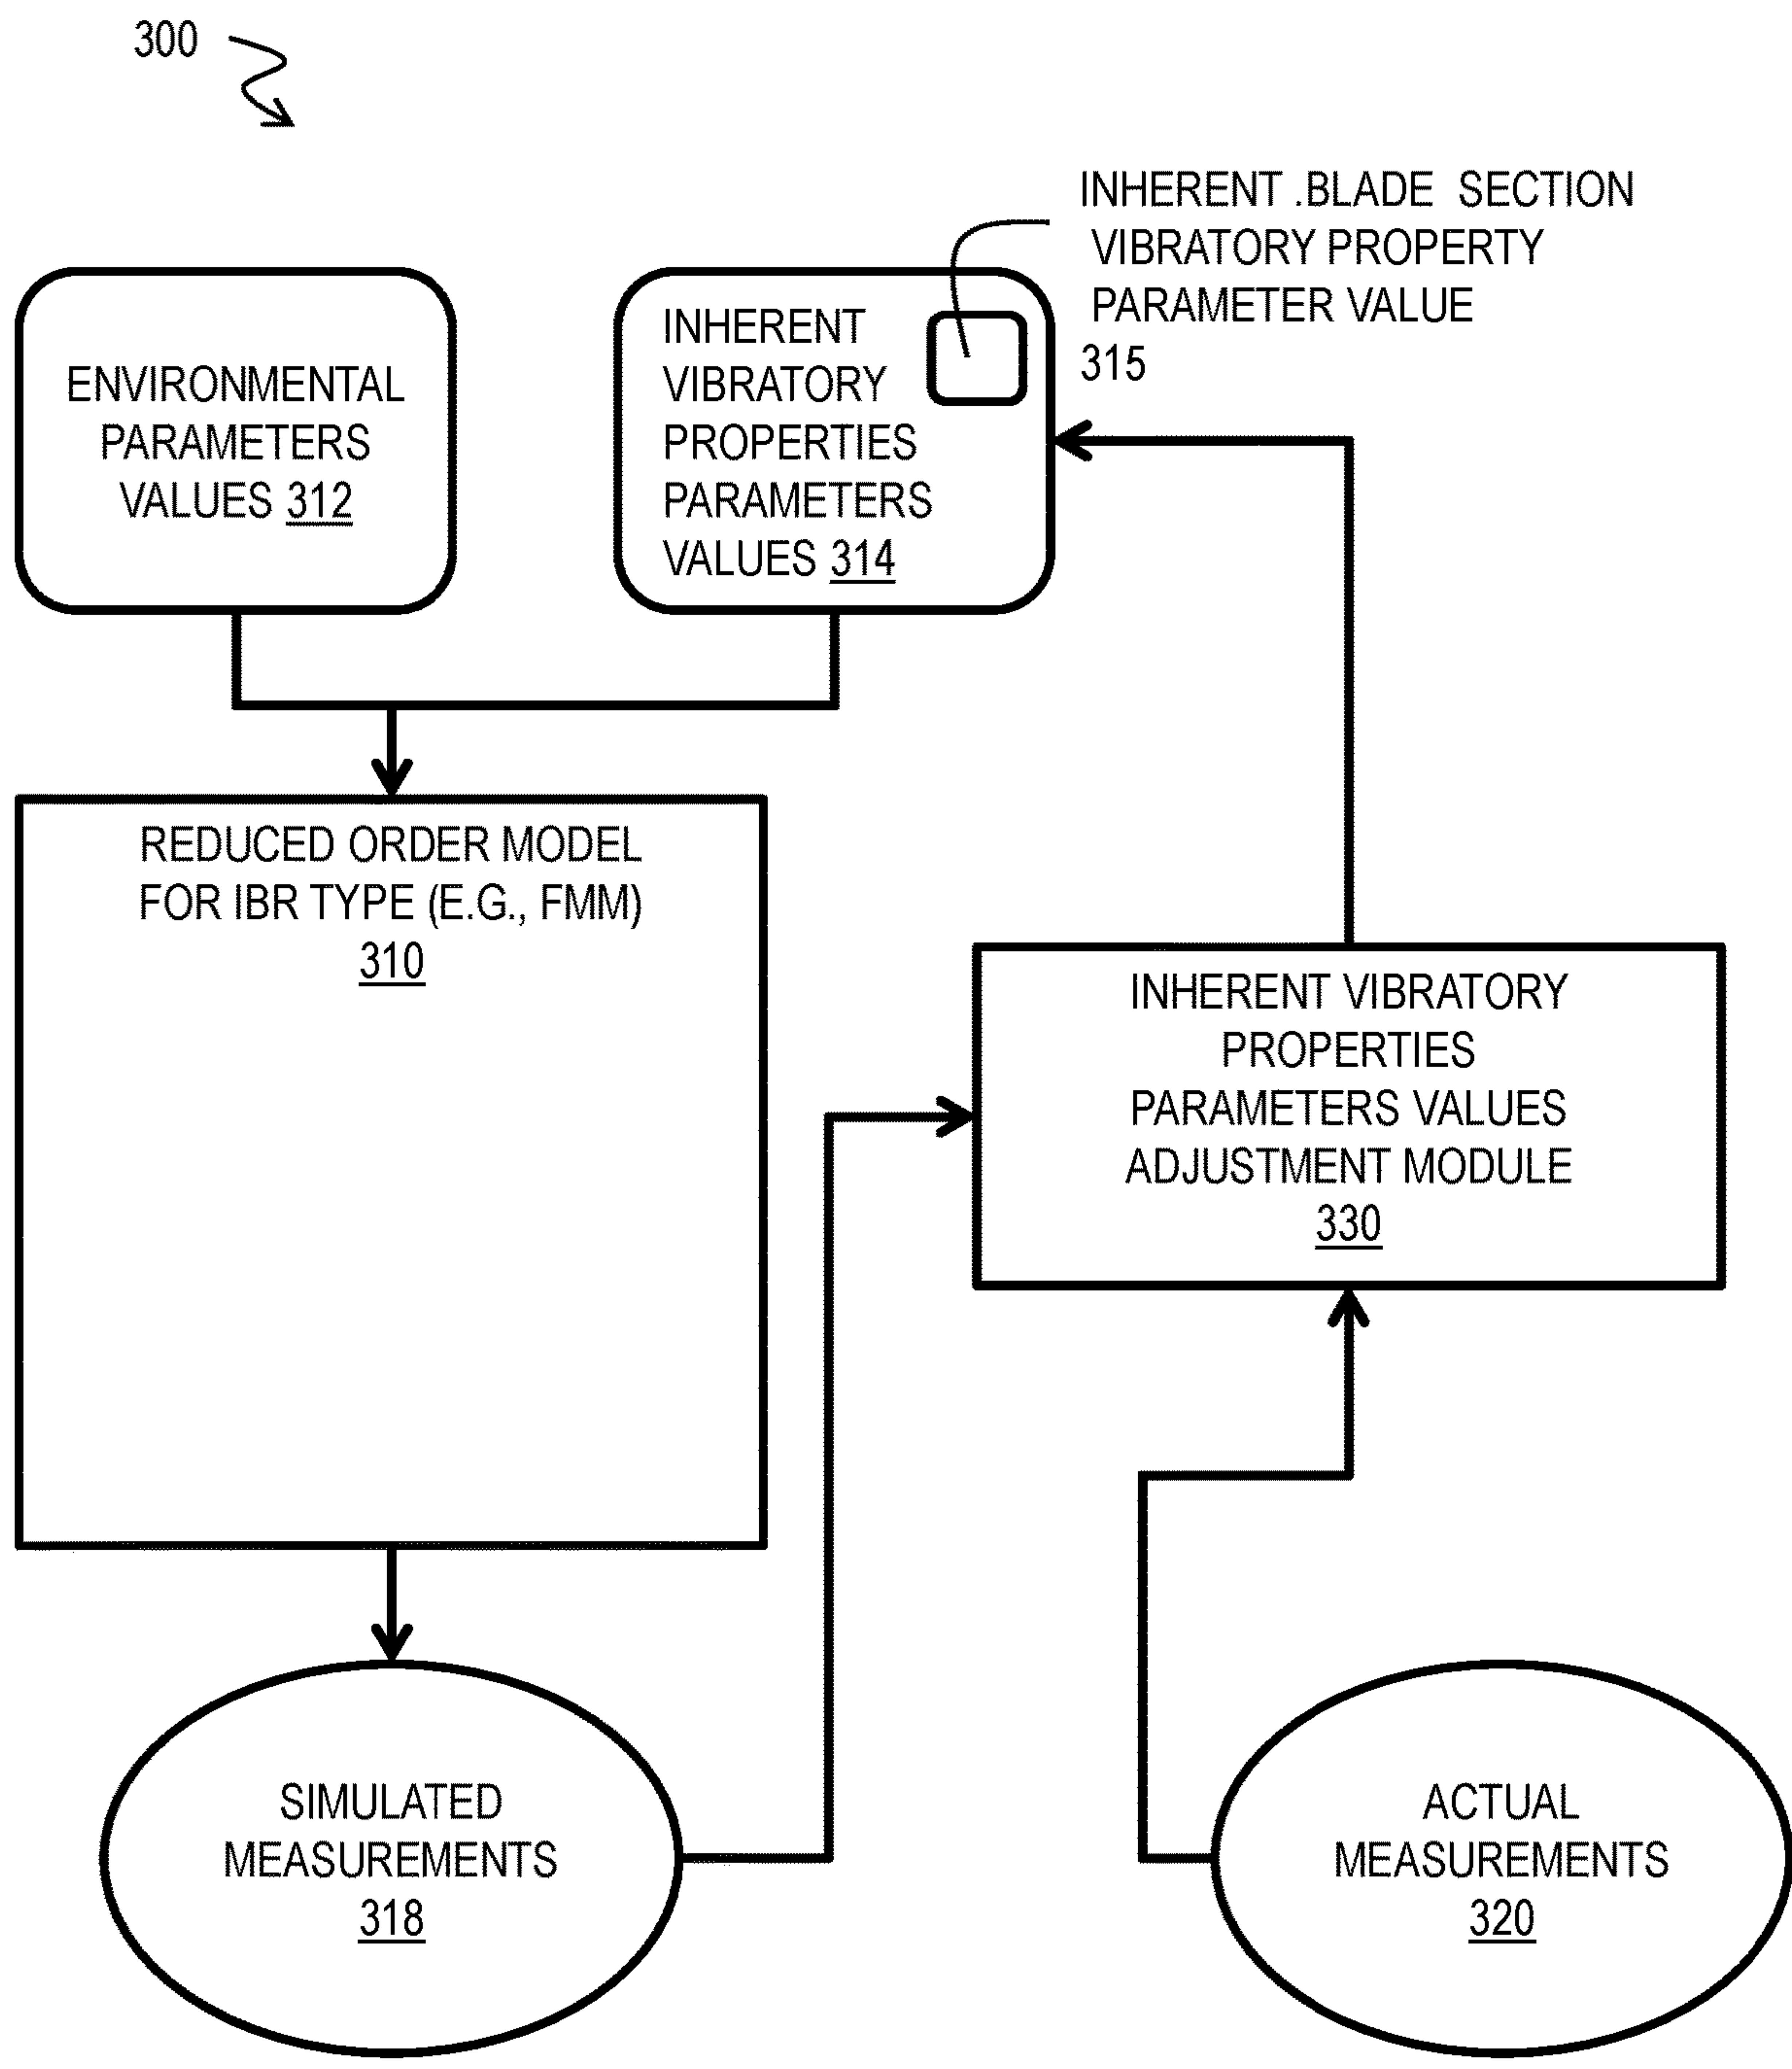 300
INHERENT .BLADE SECTION
VIBRATORY PROPERTY
PARAMETER VALUE
315
ENVIRONMENTAL
PARAMETERS
VALUES 312
INHERENT
VIBRATORY
PROPERTIES
PARAMETERS
VALUES 314
REDUCED ORDER MODEL
FOR IBR TYPE (E.G., FMM)
310
INHERENT VIBRATORY
PROPERTIES
PARAMETERS VALUES
ADJUSTMENT MODULE
330
SIMULATED
MEASUREMENTS
318
ACTUAL
MEASUREMENTS
320